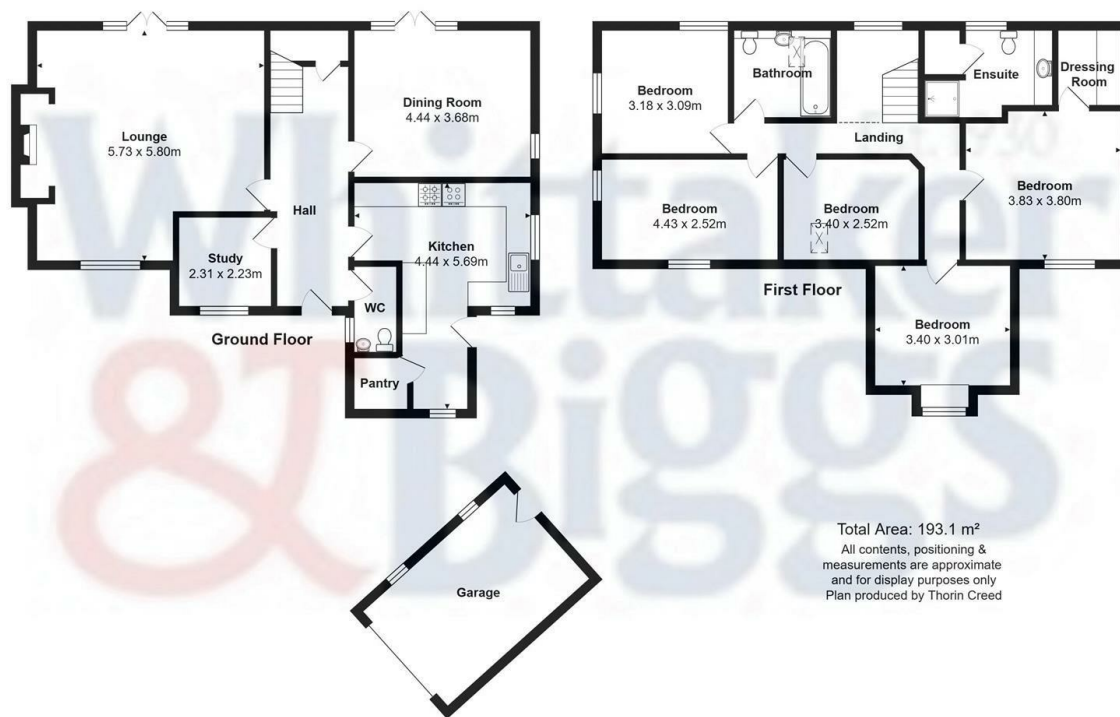 Lounge
5.73 x 5.80m
Dining Room
4.44 x 3.68m
Hall
Kitchen
4.44 x 5.69m
Study
2.31 x 2.23m
WC
Pantry
Ground Floor
Bedroom
3.18 x 3.09m
Bathroom
Ensuite
Dressing
Room
Landing
Bedroom
4.43 x 2.52m
Bedroom
3.40 x 2.52m
Bedroom
3.83 x 3.80m
First Floor
Bedroom
3.40 x 3.01m
Garage
Total Area: 193.1 m²
All contents, positioning &
measurements are approximate
and for display purposes only
Plan produced by Thorin Creed
Whittaker
& Biggs